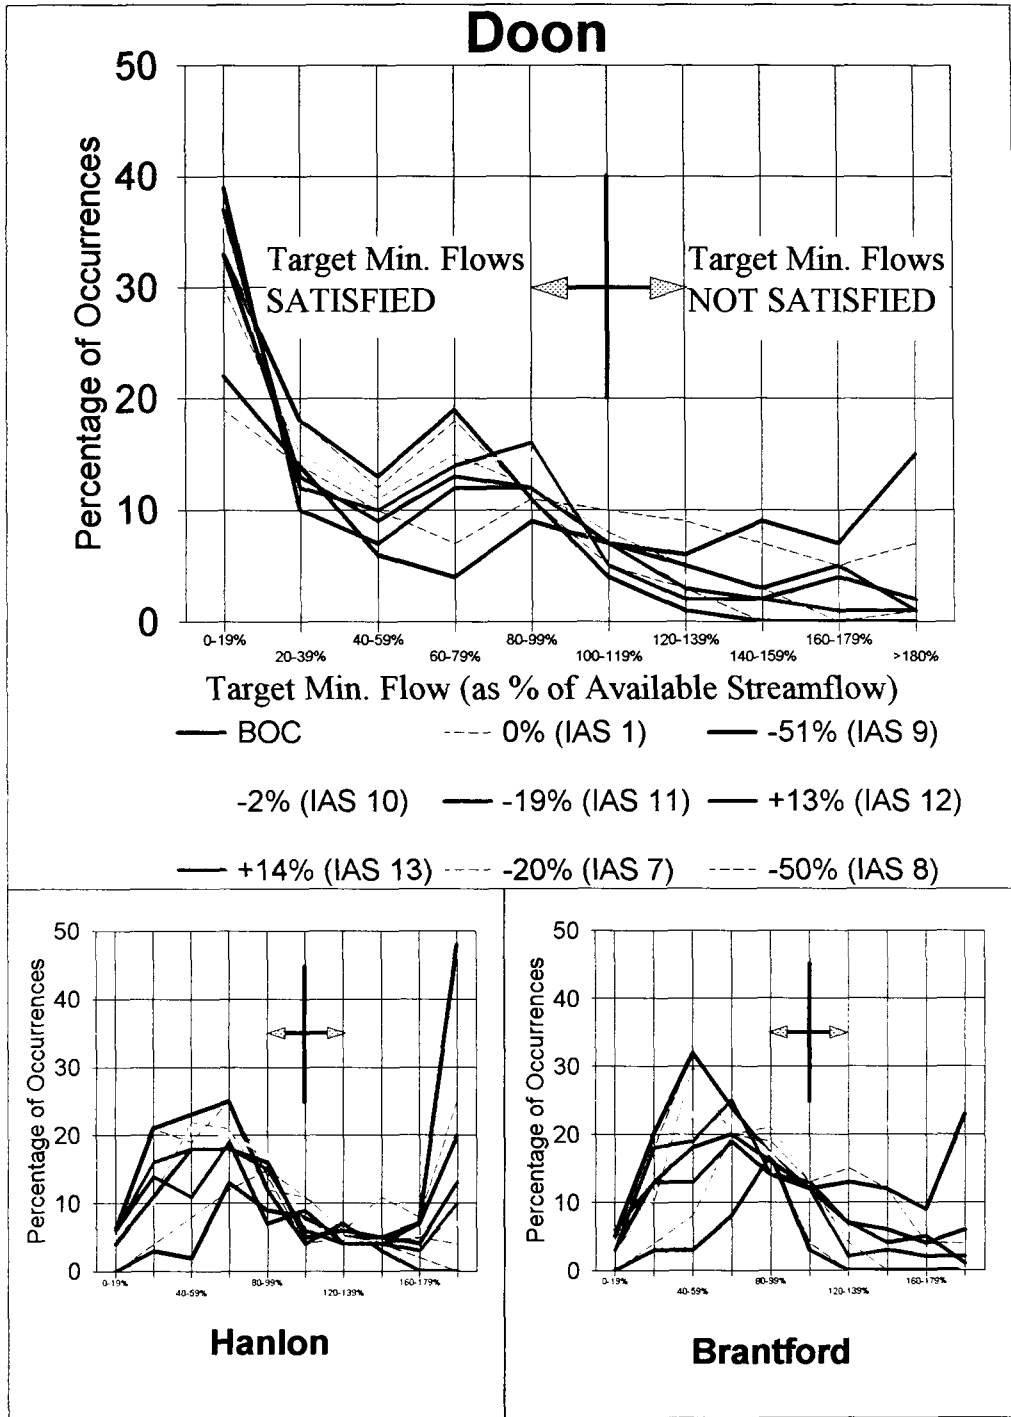 Doon
50
40
30
20
10
0
Percentage of Occurrences
Target Min. Flows
SATISFIED
Target Min. Flows
NOT SATISFIED
0-19%
20-39%
40-59%
60-79%
80-99%
100-119%
120-139%
140-159%
160-179%
>180%
Target Min. Flow (as % of Available Streamflow)
BOC 0% (IAS 1) -51% (IAS 9)
-2% (IAS 10) -19% (IAS 11) +13% (IAS 12)
+14% (IAS 13) -20% (IAS 7) -50% (IAS 8)
50
40
30
20
10
0
Percentage of Occurrences
0-19%
40-59%
80-99%
120-139%
160-179%
Hanlon
50
40
30
20
10
0
Percentage of Occurrences
0-19%
40-59%
80-99%
120-139%
160-179%
Brantford